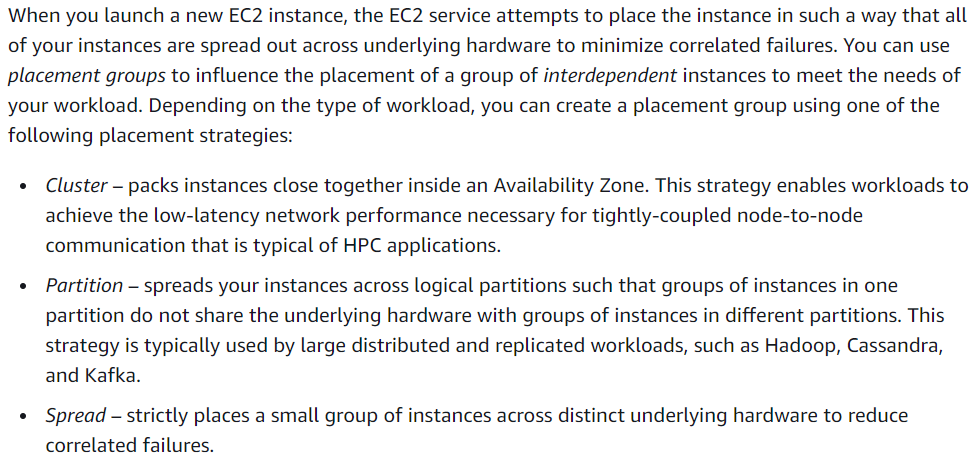 When you launch a new EC2 instance, the EC2 service attempts to place the instance in such a way that all
of your instances are spread out across underlying hardware to minimize correlated failures. You can use
placement groups to influence the placement of a group of interdependent instances to meet the needs of
your workload. Depending on the type of workload, you can create a placement group using one of the
following placement strategies:
• Cluster – packs instances close together inside an Availability Zone. This strategy enables workloads to
achieve the low-latency network performance necessary for tightly-coupled node-to-node
communication that is typical of HPC applications.
• Partition – spreads your instances across logical partitions such that groups of instances in one
partition do not share the underlying hardware with groups of instances in different partitions. This
strategy is typically used by large distributed and replicated workloads, such as Hadoop, Cassandra,
and Kafka.
• Spread – strictly places a small group of instances across distinct underlying hardware to reduce
correlated failures.